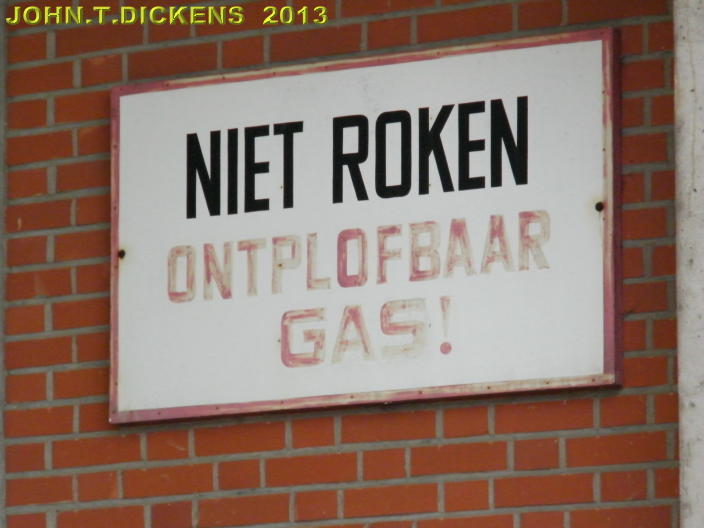 JOHN.T.DICKENS 2013
NIET ROKEN
ONTPLOFBAAR
GAS!